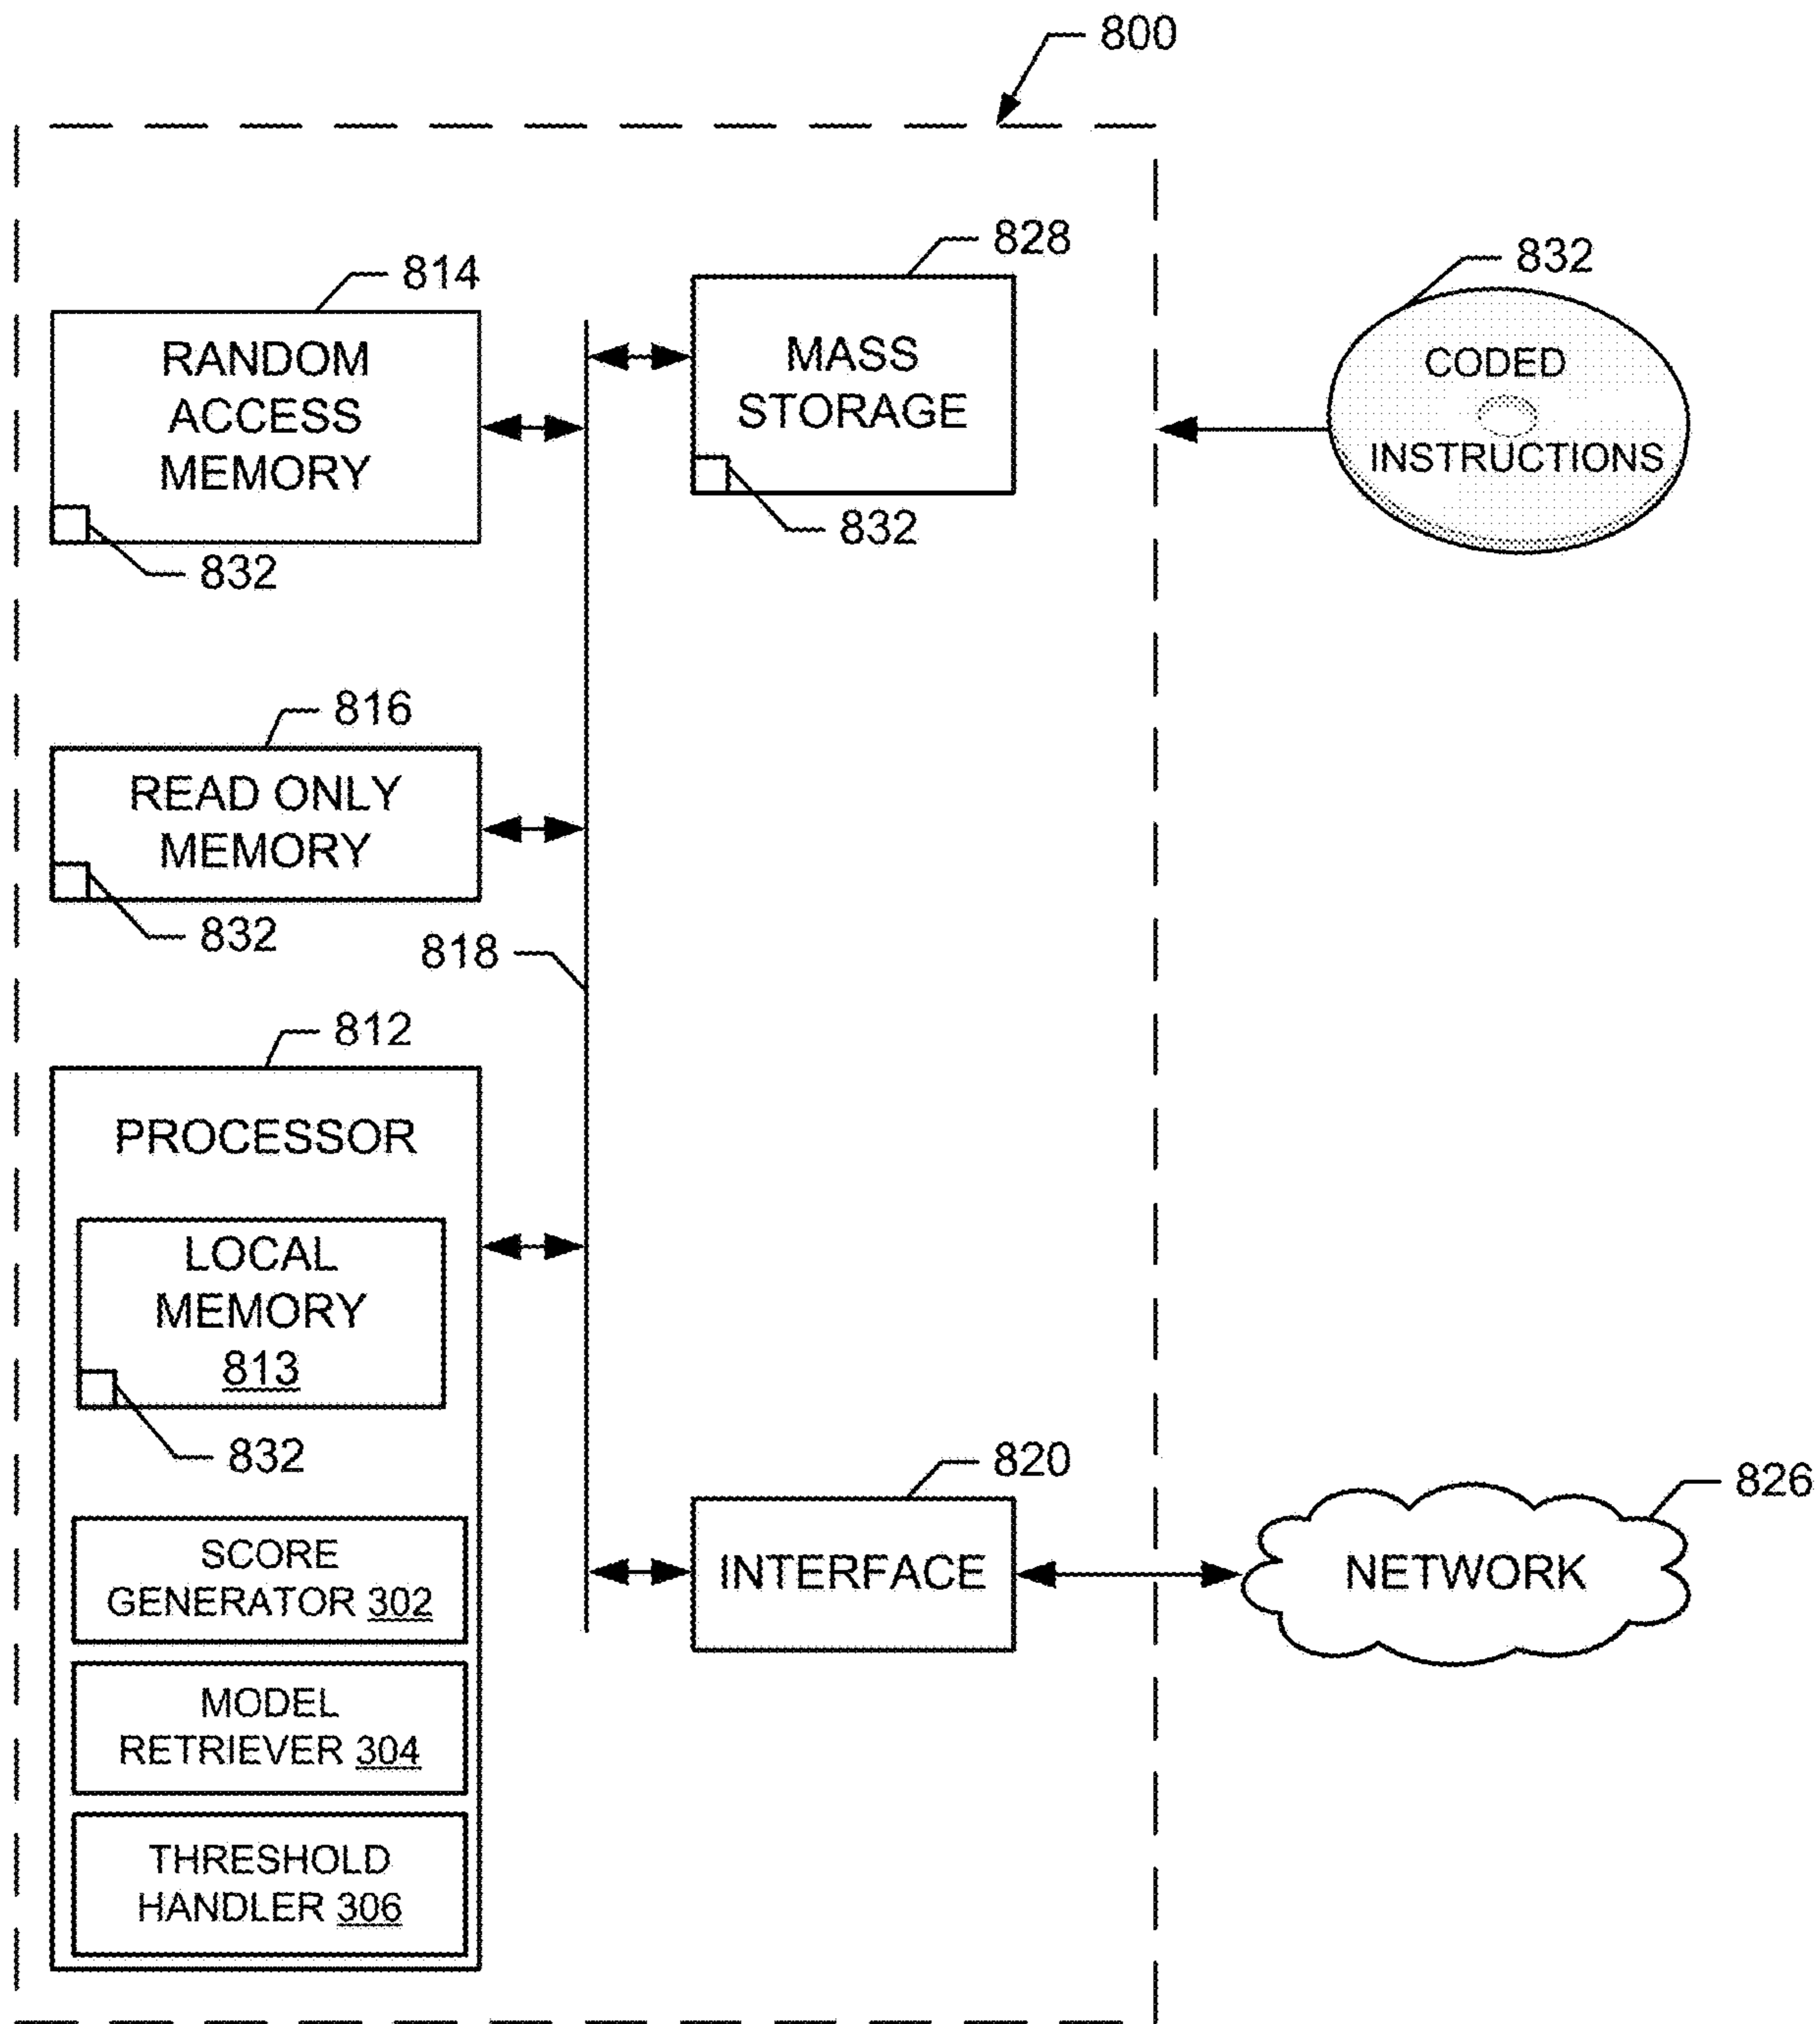 800
828
814
832
RANDOM
ACCESS
MEMORY
MASS
STORAGE
CODED
INSTRUCTIONS
832
832
816
READ ONLY
MEMORY
832
818
812
PROCESSOR
LOCAL
MEMORY
813
832
820
826
SCORE
GENERATOR 302
INTERFACE
NETWORK
MODEL
RETRIEVER 304
THRESHOLD
HANDLER 306